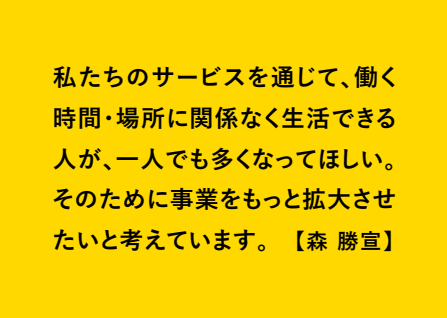 私たちのサービスを通じて、働く
時間・場所に関係なく生活できる
人が、一人でも多くなってほしい。
そのために事業をもっと拡大させ
たいと考えています。【森 勝宣】